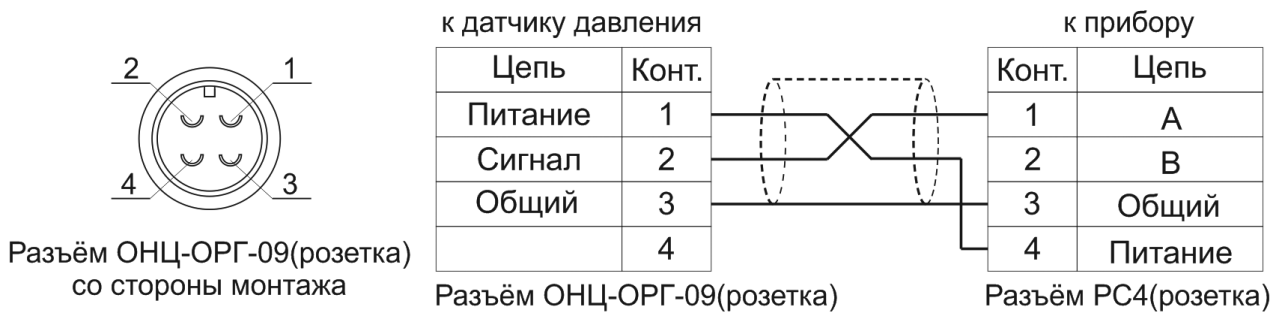 к датчику давления
к прибору
2
1
4
3
Разъём ОНЦ-ОРГ-09(розетка)
со стороны монтажа
Цепь Конт.
Питание 1
Сигнал 2
Общий 3
4
Разъём ОНЦ-ОРГ-09(розетка)
Конт. Цепь
1 А
2 В
3 Общий
4 Питание
Разъём РС4(розетка)